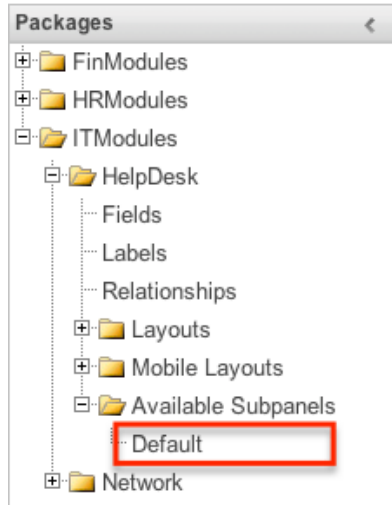 Packages
FinModules
HRModules
ITModules
HelpDesk
Fields
Labels
Relationships
Layouts
Mobile Layouts
Available Subpanels
Default
Network